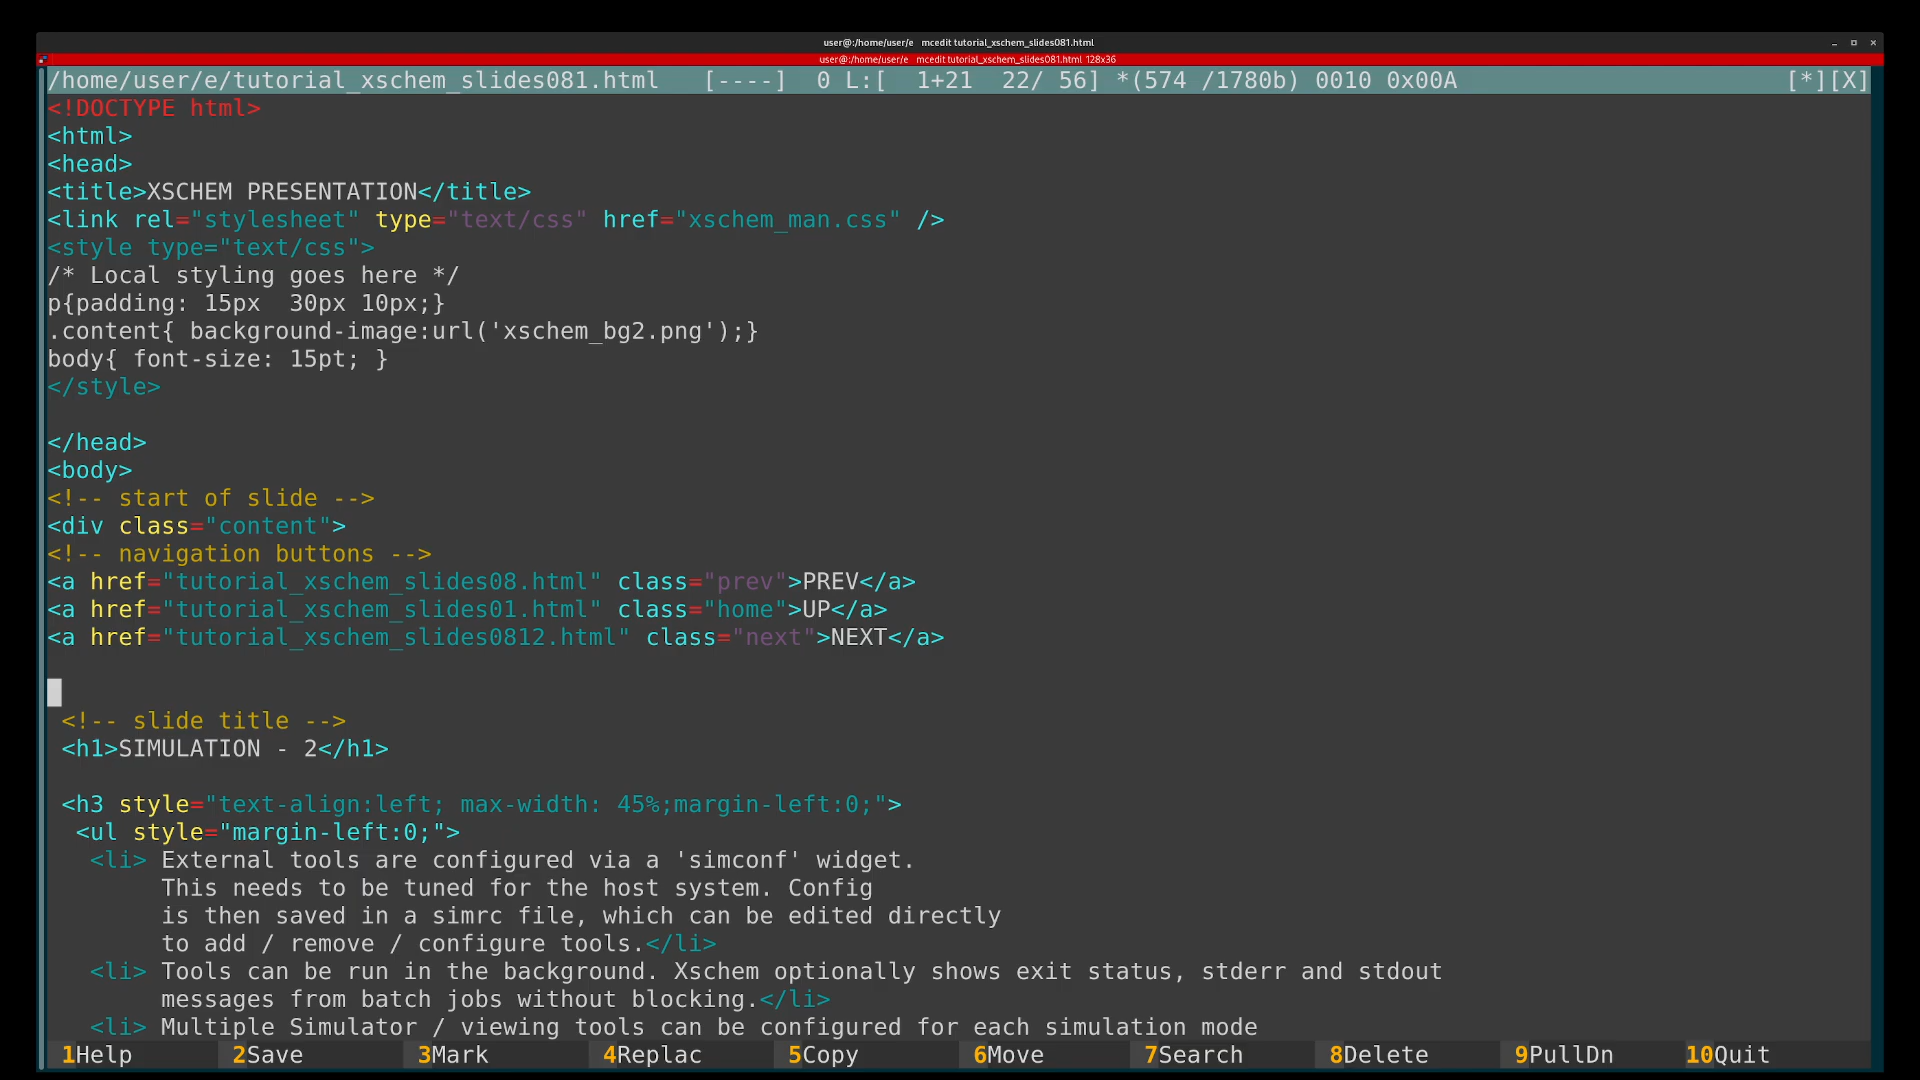 user@:/home/user/e   mcedit tutorial_xschem_slides081.html
user@:/home/user/e   mcedit tutorial_xschem_slides081.html 128x36
/home/user/e/tutorial_xschem_slides081.html   [----]  0 L:[  1+21  22/ 56] *(574 /1780b) 0010 0x00A   [*][X]
<!DOCTYPE html>
<html>
<head>
<title>XSCHEM PRESENTATION</title>
<link rel="stylesheet" type="text/css" href="xschem_man.css" />
<style type="text/css">
/* Local styling goes here */
p{padding: 15px  30px 10px;}
.content{ background-image:url('xschem_bg2.png');}
body{ font-size: 15pt; }
</style>
</head>
<body>
<!-- start of slide -->
<div class="content">
<!-- navigation buttons -->
<a href="tutorial_xschem_slides08.html" class="prev">PREV</a>
<a href="tutorial_xschem_slides01.html" class="home">UP</a>
<a href="tutorial_xschem_slides0812.html" class="next">NEXT</a>
 <!-- slide title -->
 <h1>SIMULATION - 2</h1>
 <h3 style="text-align:left; max-width: 45%;margin-left:0;">
  <ul style="margin-left:0;">
   <li> External tools are configured via a 'simconf' widget.
        This needs to be tuned for the host system. Config
        is then saved in a simrc file, which can be edited directly
        to add / remove / configure tools.</li>
   <li> Tools can be run in the background. Xschem optionally shows exit status, stderr and stdout
        messages from batch jobs without blocking.</li>
   <li> Multiple Simulator / viewing tools can be configured for each simulation mode
1Help 2Save 3Mark 4Replac 5Copy 6Move 7Search 8Delete 9PullDn 10Quit